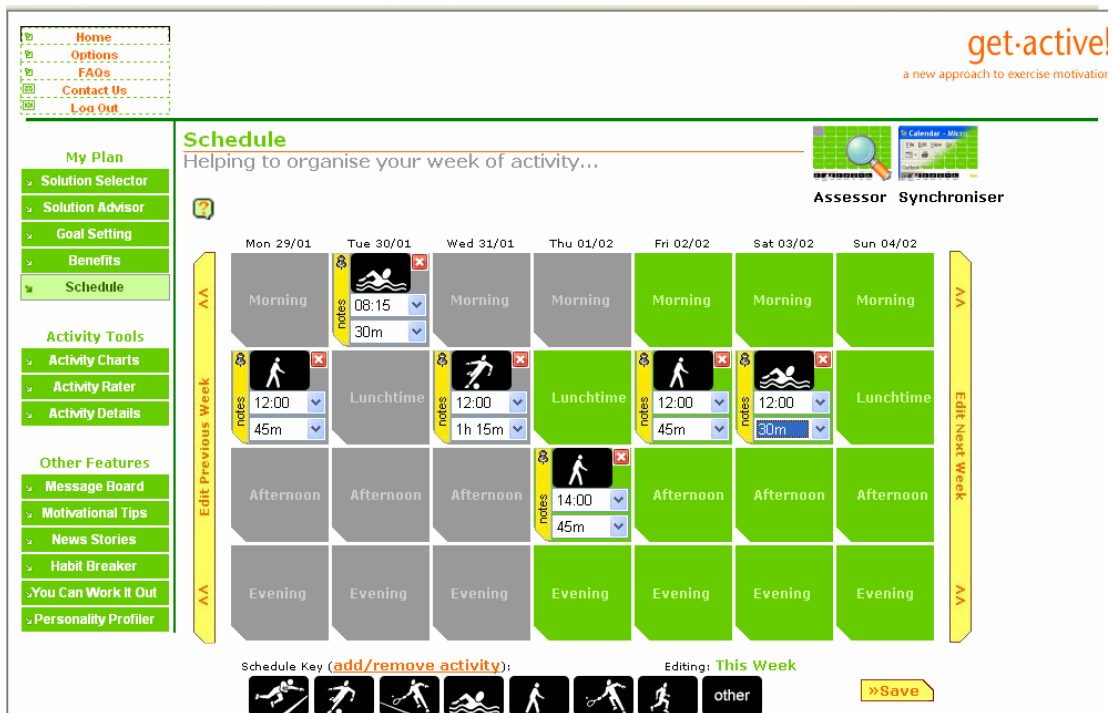 Home
Options
FAQs
Contact Us
Log Out
get·active!
a new approach to exercise motivation
My Plan
Solution Selector
Solution Advisor
Goal Setting
Benefits
Schedule
Activity Tools
Activity Charts
Activity Rater
Activity Details
Other Features
Message Board
Motivational Tips
News Stories
Habit Breaker
You Can Work It Out
Personality Profiler
Schedule
Helping to organise your week of activity...
Calendar - Micro
File Edit View Go
Assessor Synchroniser
?
Mon 29/01 Tue 30/01 Wed 31/01 Thu 01/02 Fri 02/02 Sat 03/02 Sun 04/02
<< Edit Previous Week <<
Morning
notes 08:15
30m
Morning Morning Morning Morning Morning
notes 12:00
45m
Lunchtime
notes 12:00
1h 15m
Lunchtime
notes 12:00
45m
notes 12:00
30m
Lunchtime
Afternoon Afternoon Afternoon
notes 14:00
45m
Afternoon Afternoon Afternoon
Evening Evening Evening Evening Evening Evening Evening
>> Edit Next Week >>
Schedule Key (add/remove activity): Editing: This Week
other
»Save